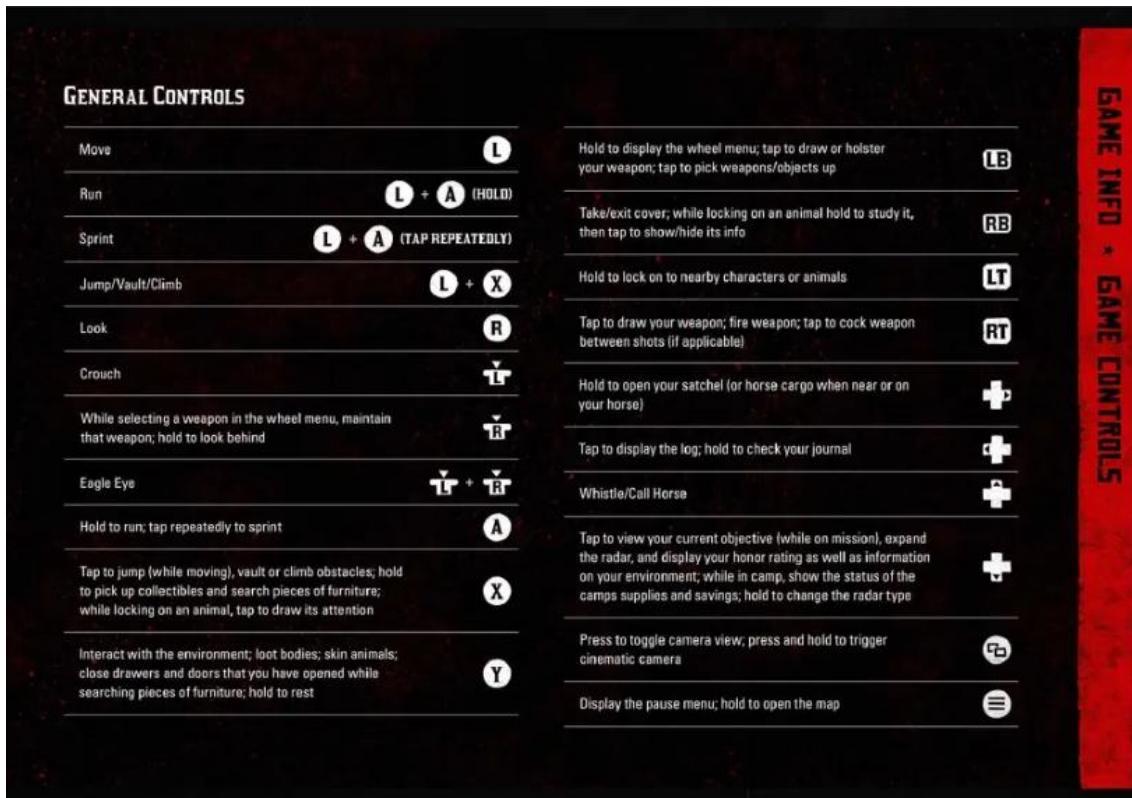 GENERAL CONTROLS
Move L
Run L + A (HOLD)
Sprint L + A (TAP REPEATEDLY)
Jump/Vault/Climb L + X
Look R
Crouch L
While selecting a weapon in the wheel menu, maintain
that weapon; hold to look behind R
Eagle Eye L + R
Hold to run; tap repeatedly to sprint A
Tap to jump (while moving), vault or climb obstacles; hold
to pick up collectibles and search pieces of furniture; X
while locking on an animal, tap to draw its attention
Interact with the environment; loot bodies; skin animals;
close drawers and doors that you have opened while Y
searching pieces of furniture; hold to rest
Hold to display the wheel menu; tap to draw or holster
your weapon; tap to pick weapons/objects up LB
Take/exit cover; while locking on an animal hold to study it,
then tap to show/hide its info RB
Hold to lock on to nearby characters or animals LT
Tap to draw your weapon; fire weapon; tap to cock weapon
between shots (if applicable) RT
Hold to open your satchel (or horse cargo when near or on
your horse)
Tap to display the log; hold to check your journal
Whistle/Call Horse
Tap to view your current objective (while on mission), expand
the radar, and display your honor rating as well as information
on your environment; while in camp, show the status of the
camps supplies and savings; hold to change the radar type
Press to toggle camera view; press and hold to trigger
cinematic camera
Display the pause menu; hold to open the map
GAME INFO ★ GAME CONTROLS